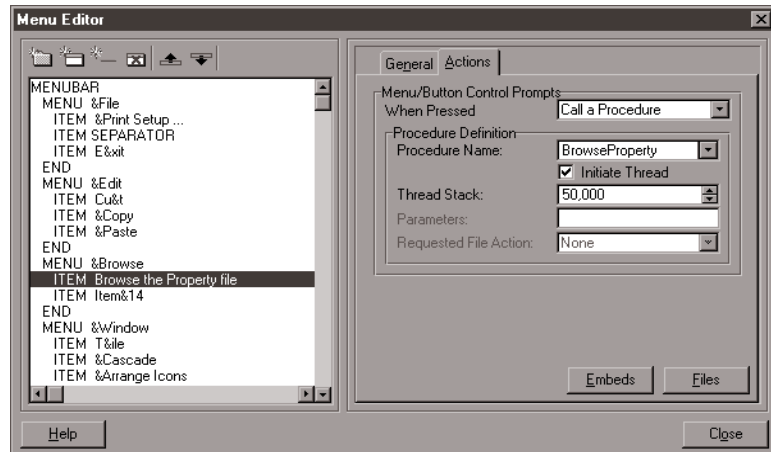 Menu Editor
MENUBAR
MENU &File
ITEM &Print Setup ...
ITEM SEPARATOR
ITEM E&xit
END
MENU &Edit
ITEM Cu&t
ITEM &Copy
ITEM &Paste
END
MENU &Browse
ITEM Browse the Property file
ITEM Item&14
END
MENU &Window
ITEM T&ile
ITEM &Cascade
ITEM &Arrange Icons
General Actions
Menu/Button Control Prompts
When Pressed Call a Procedure
Procedure Definition
Procedure Name: BrowseProperty
Initiate Thread
Thread Stack: 50,000
Parameters:
Requested File Action: None
Embeds Files
Help Close